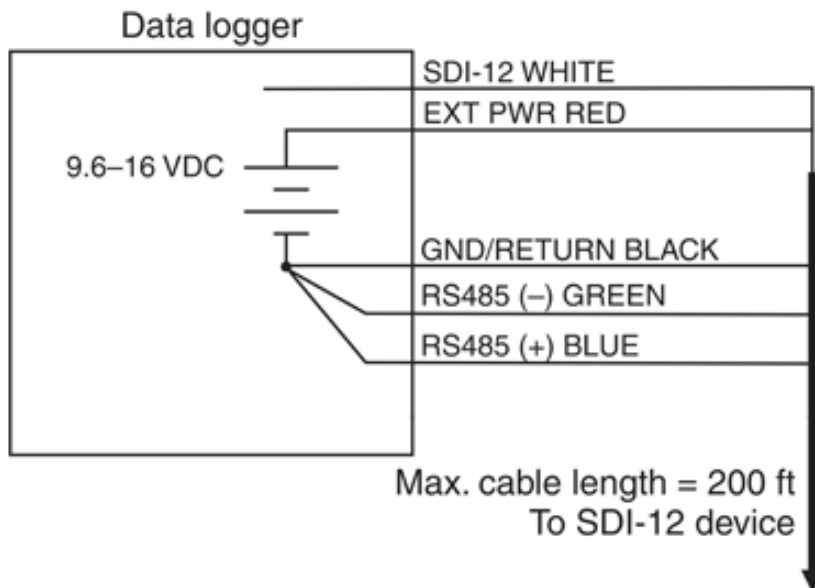 Data logger
SDI-12 WHITE
EXT PWR RED
9.6–16 VDC
GND/RETURN BLACK
RS485 (–) GREEN
RS485 (+) BLUE
Max. cable length = 200 ft
To SDI-12 device